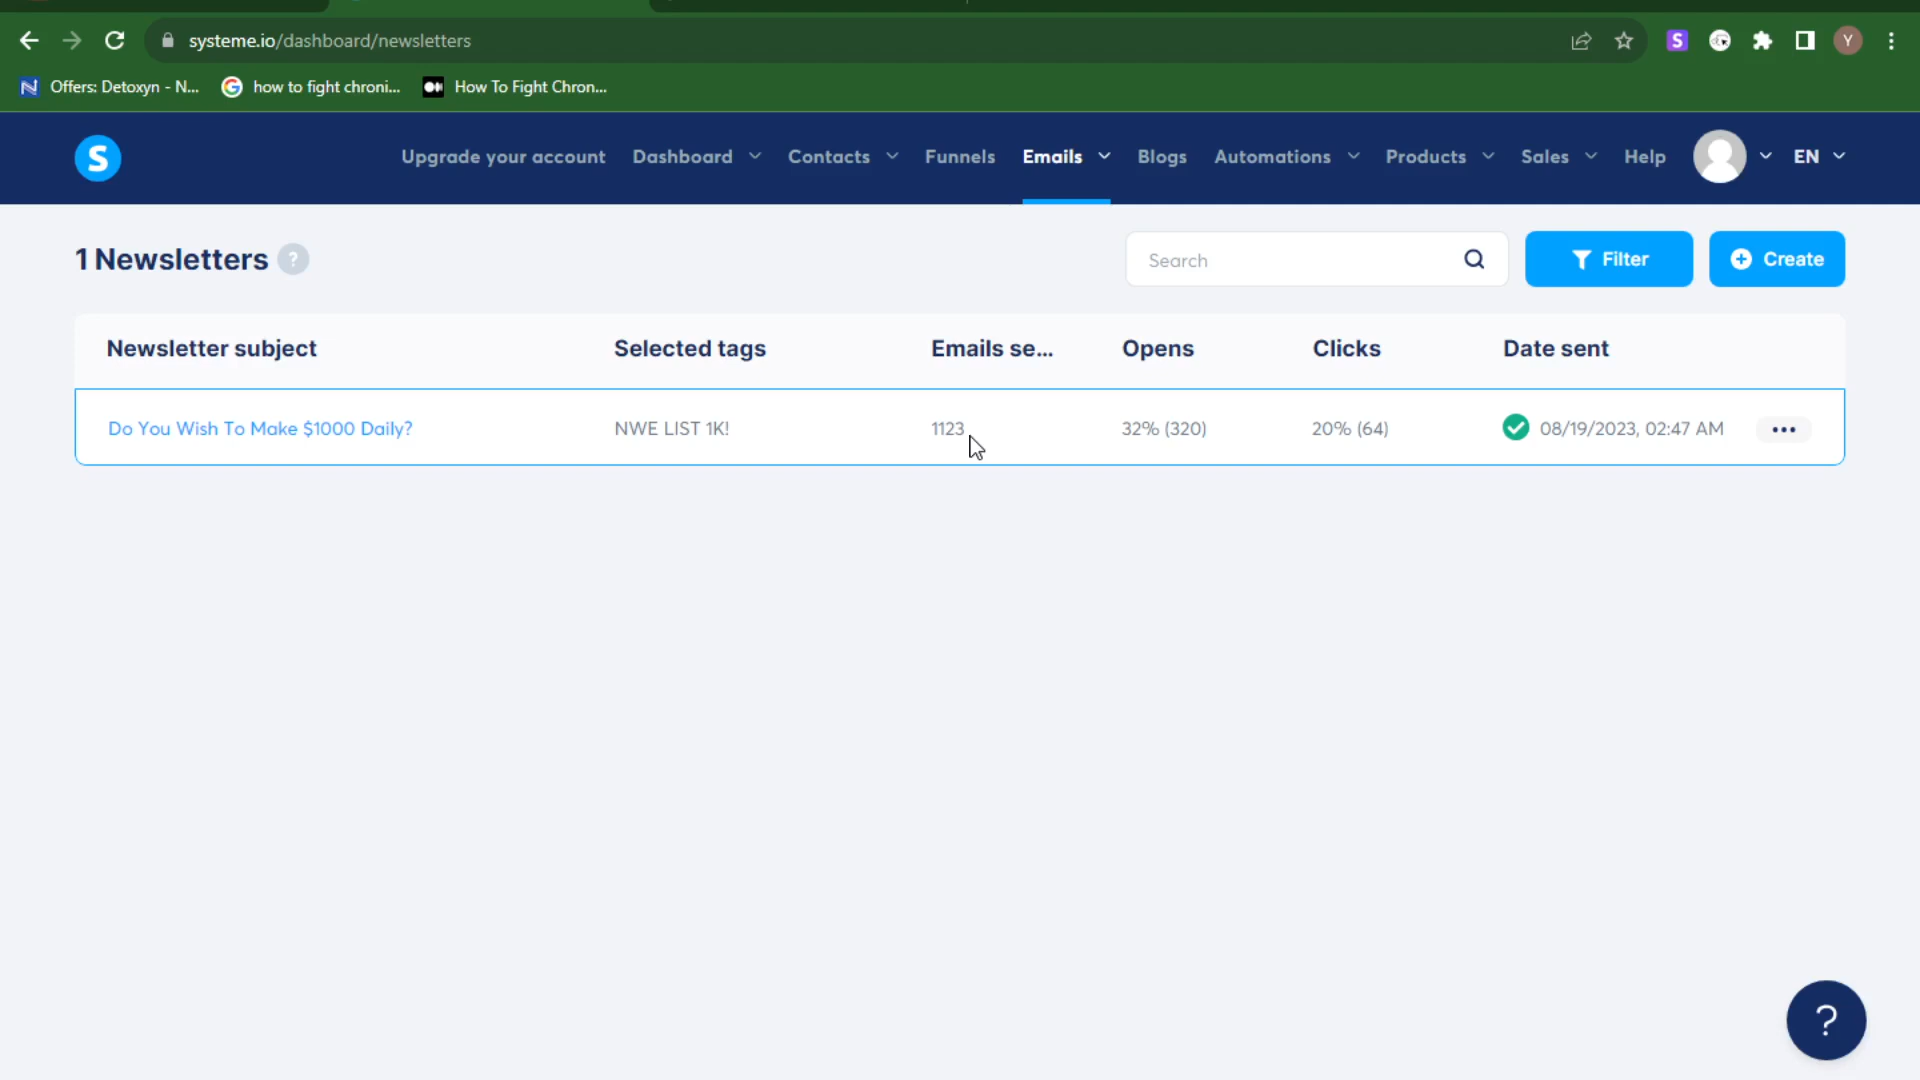 systeme.io/dashboard/newsletters
S
Y
Offers: Detoxyn - N...
how to fight chroni...
How To Fight Chron...
S
Upgrade your account
Dashboard
Contacts
Funnels
Emails
Blogs
Automations
Products
Sales
Help
EN
1 Newsletters ?
Search
Filter
Create
Newsletter subject
Selected tags
Emails se...
Opens
Clicks
Date sent
Do You Wish To Make $1000 Daily?
NWE LIST 1K!
1123
32% (320)
20% (64)
08/19/2023, 02:47 AM
?